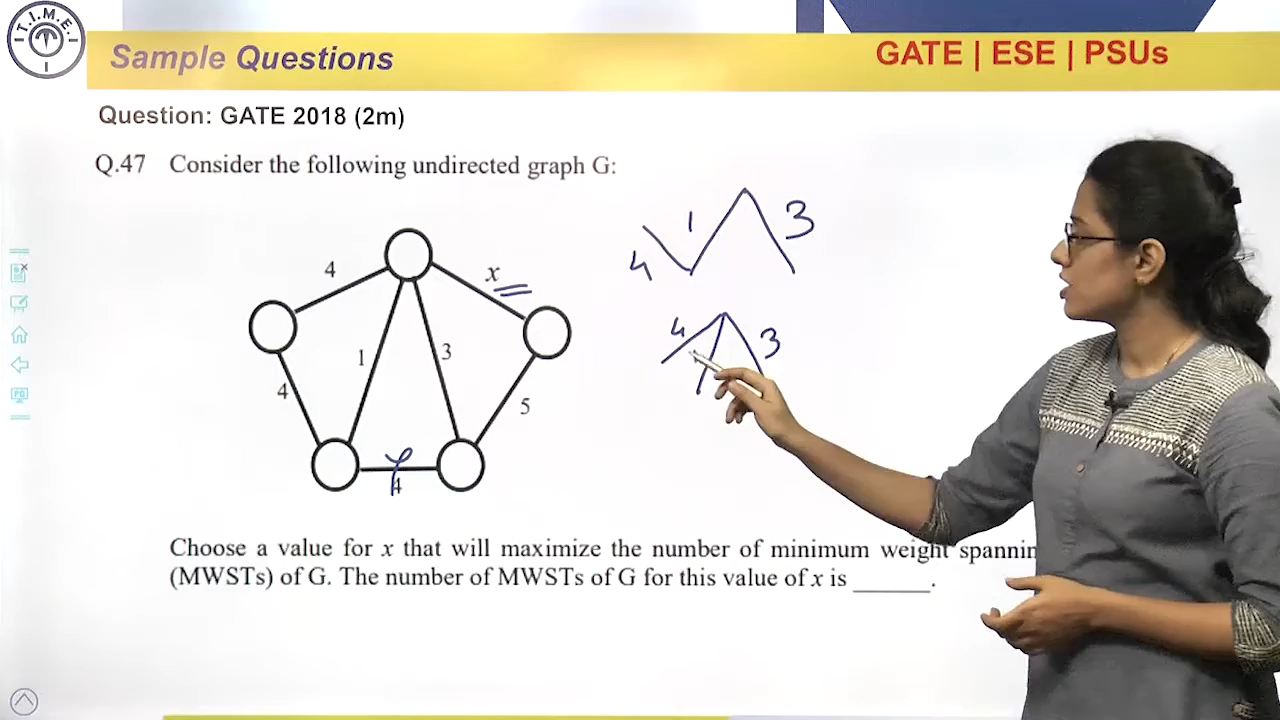 T.I.M.E.
Sample Questions
GATE | ESE | PSUs
Question: GATE 2018 (2m)
Q.47 Consider the following undirected graph G:
4
x
1
3
4
5
4
1
3
4
4
3
Choose a value for x that will maximize the number of minimum weight spannin
(MWSTs) of G. The number of MWSTs of G for this value of x is ______.
PG